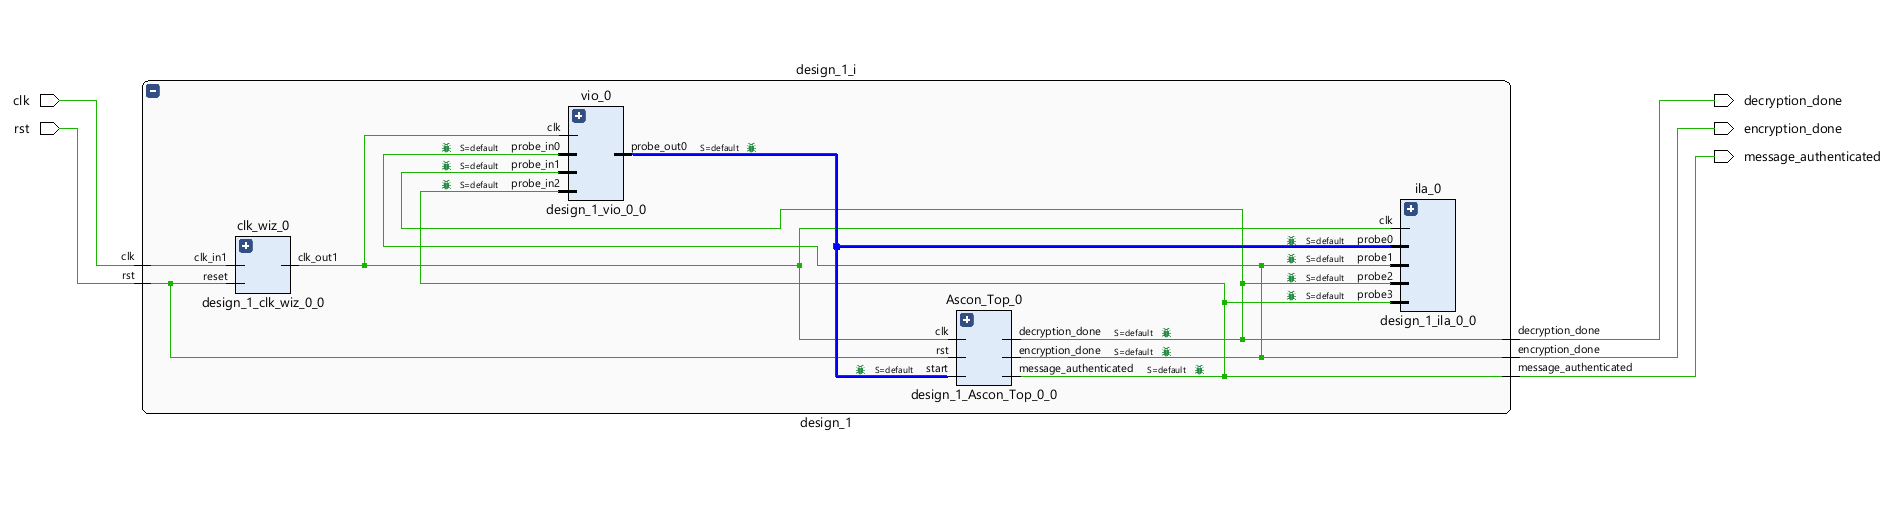 design_1_i
clk
rst
vio_0
clk
S=default probe_in0
S=default probe_in1
S=default probe_in2
probe_out0 S=default
design_1_vio_0_0
clk_wiz_0
clk
rst
clk_in1
reset
clk_out1
design_1_clk_wiz_0_0
ila_0
clk
S=default probe0
S=default probe1
S=default probe2
S=default probe3
design_1_ila_0_0
Ascon_Top_0
clk
rst
S=default start
decryption_done S=default
encryption_done S=default
message_authenticated S=default
design_1_Ascon_Top_0_0
decryption_done
encryption_done
message_authenticated
decryption_done
encryption_done
message_authenticated
design_1